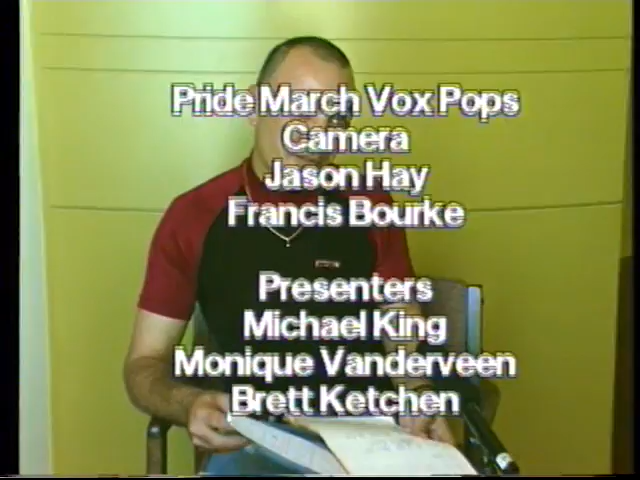 Pride March Vox Pops
Camera
Jason Hay
Francis Bourke
Presenters
Michael King
Monique Vanderveen
Brett Ketchen